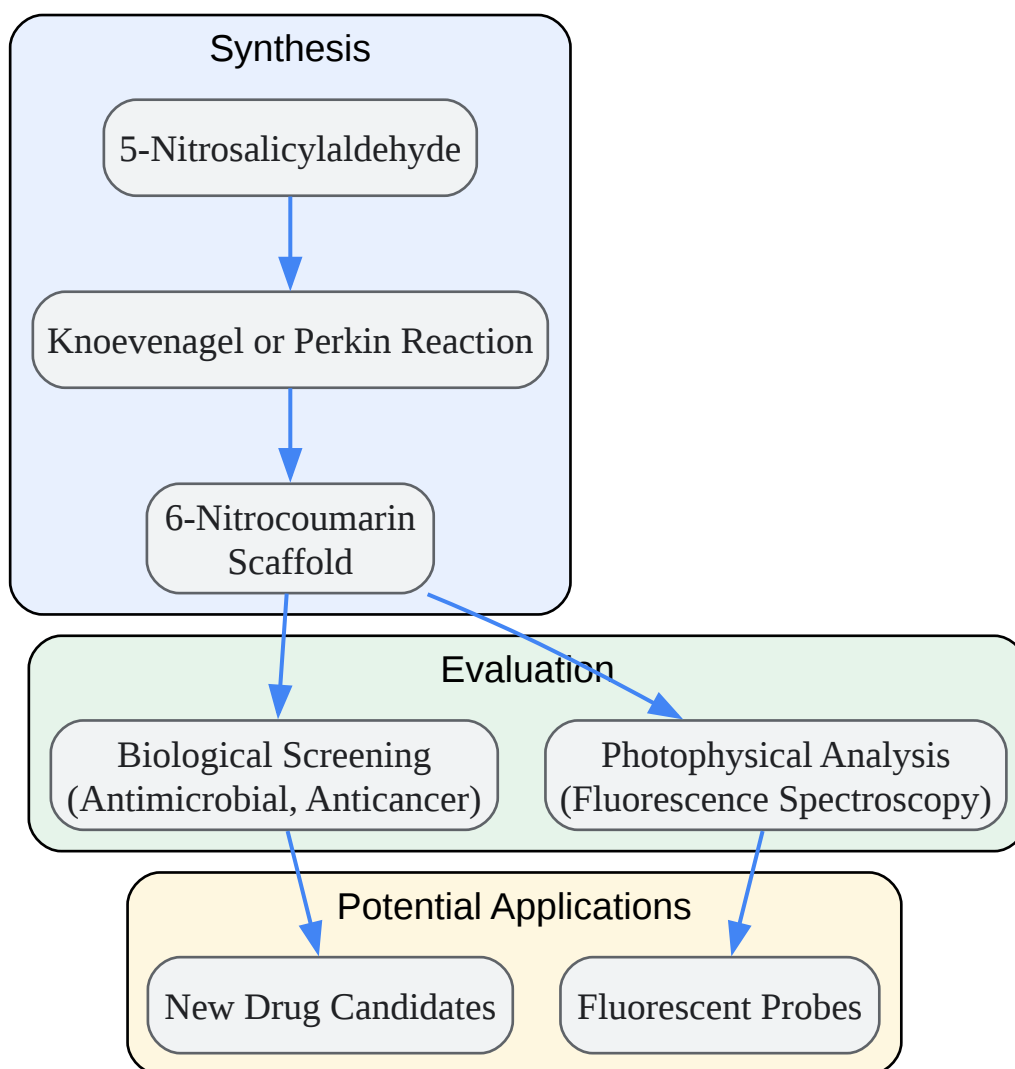 Synthesis
5-Nitrosalicylaldehyde
Knoevenagel or Perkin Reaction
6-Nitrocoumarin
Scaffold
Evaluation
Biological Screening
(Antimicrobial, Anticancer)
Photophysical Analysis
(Fluorescence Spectroscopy)
Potential Applications
New Drug Candidates
Fluorescent Probes